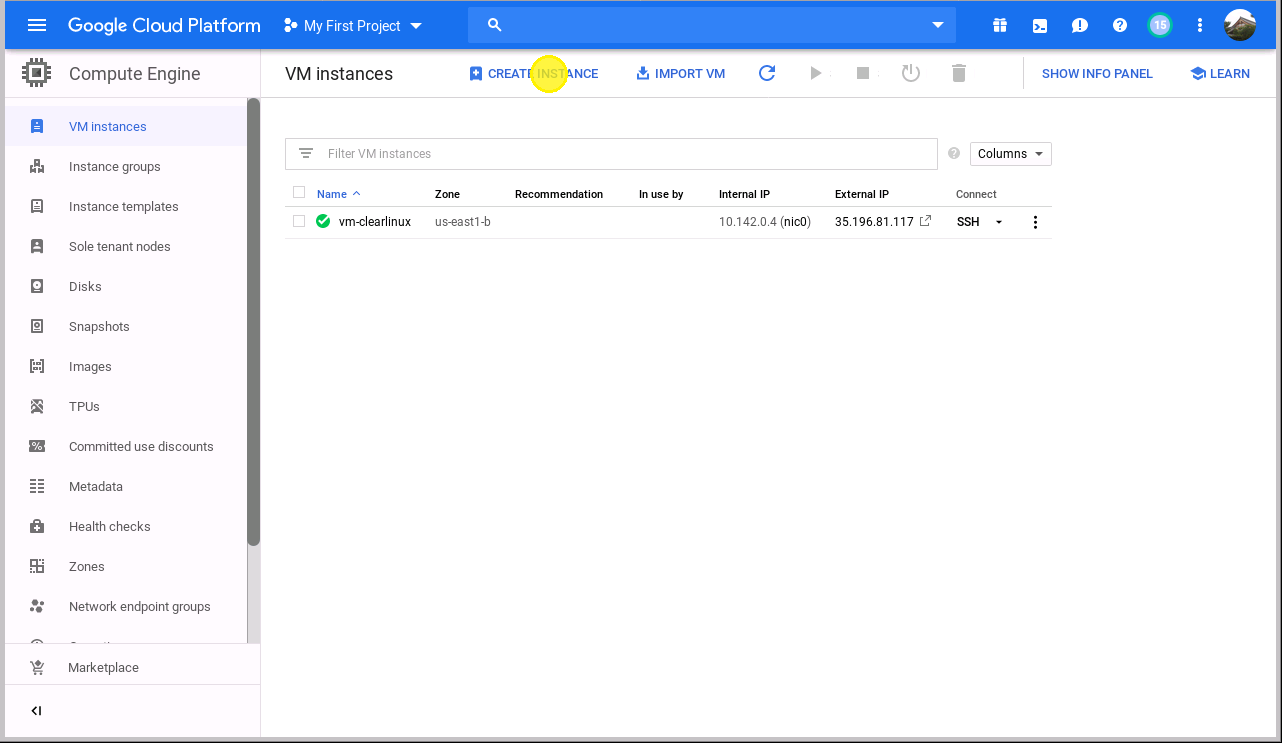 Google Cloud Platform My First Project 15
Compute Engine
VM instances CREATE INSTANCE IMPORT VM SHOW INFO PANEL LEARN
VM instances
Instance groups
Instance templates
Sole tenant nodes
Disks
Snapshots
Images
TPUs
Committed use discounts
Metadata
Health checks
Zones
Network endpoint groups
Marketplace
Filter VM instances Columns
Name Zone Recommendation In use by Internal IP External IP Connect
vm-clearlinux us-east1-b 10.142.0.4 (nic0) 35.196.81.117 SSH